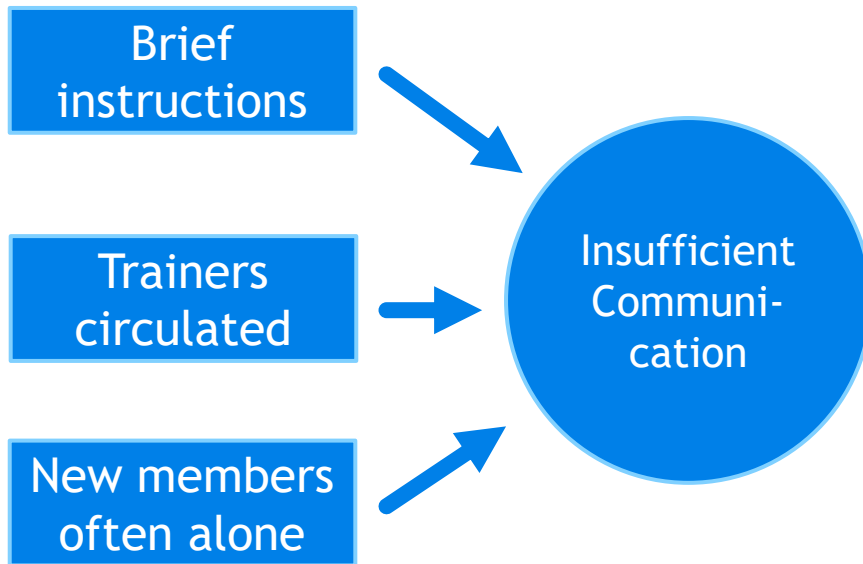 Brief
instructions
Trainers
circulated
New members
often alone
Insufficient
Communi-
cation